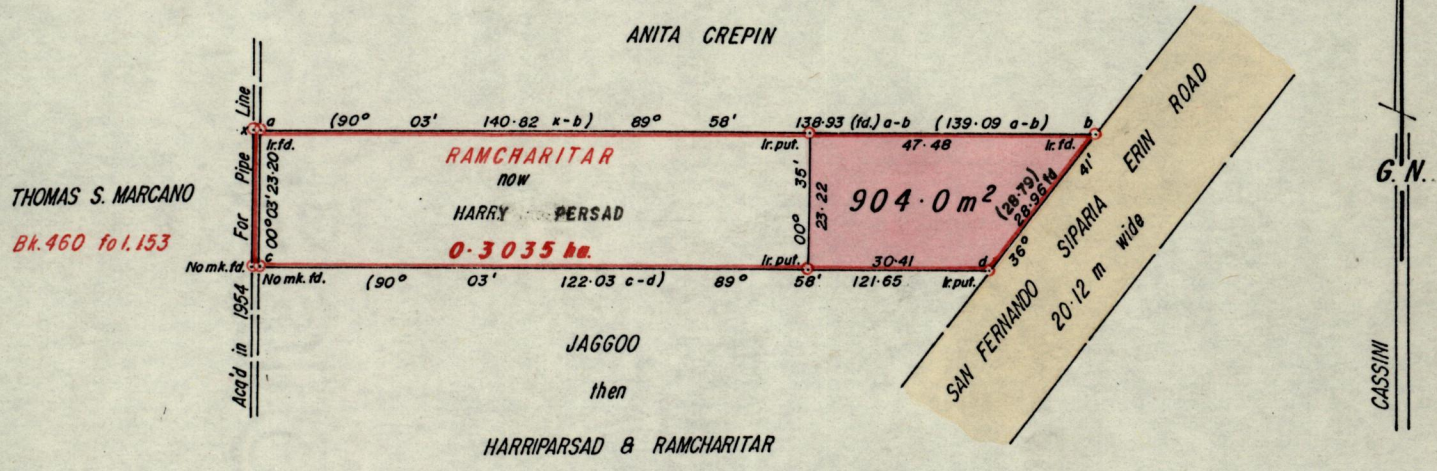 ANITA CREPIN
(90° 03' 140·82 x-b) 89° 58' 138·93 (fd.) a-b (139·09 a-b)
x
a
b
Ir.fd.
Ir.put.
47·48
Ir.fd.
RAMCHARITAR
now
HARRY PERSAD
0·3035 ha.
THOMAS S. MARCANO
Bk.460 fol.153
Acq'd in 1954 For Pipe Line
00° 03' 23·20
00° 35'
23·22
904·0 m²
(28·79)
28·96 fd
36° 41'
SAN FERNANDO SIPARIA ERIN ROAD
20·12 m wide
G. N.
CASSINI
No mk.fd.
c
No mk.fd.
Ir.put.
30·41
d
Ir.put.
(90° 03' 122·03 c-d) 89° 58' 121·65
JAGGOO
then
HARRIPARSAD & RAMCHARITAR